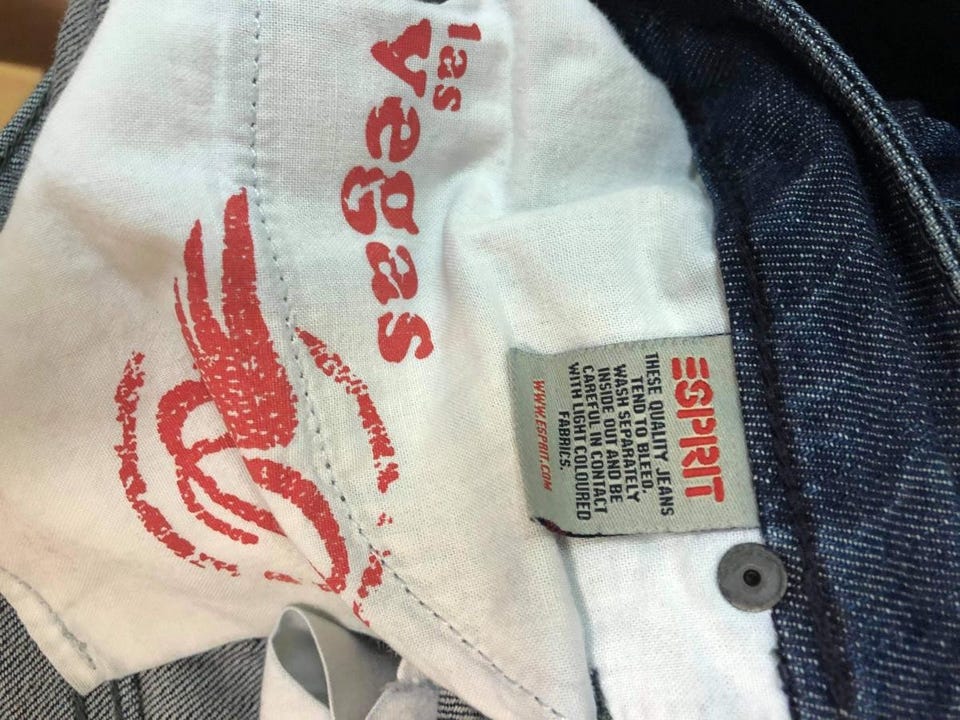 las
vegas
ESPRIT
THESE QUALITY JEANS
TEND TO BLEED.
WASH SEPARATELY
INSIDE OUT AND BE
CAREFUL IN CONTACT
WITH LIGHT COLOURED
FABRICS.
WWW.ESPRIT.COM